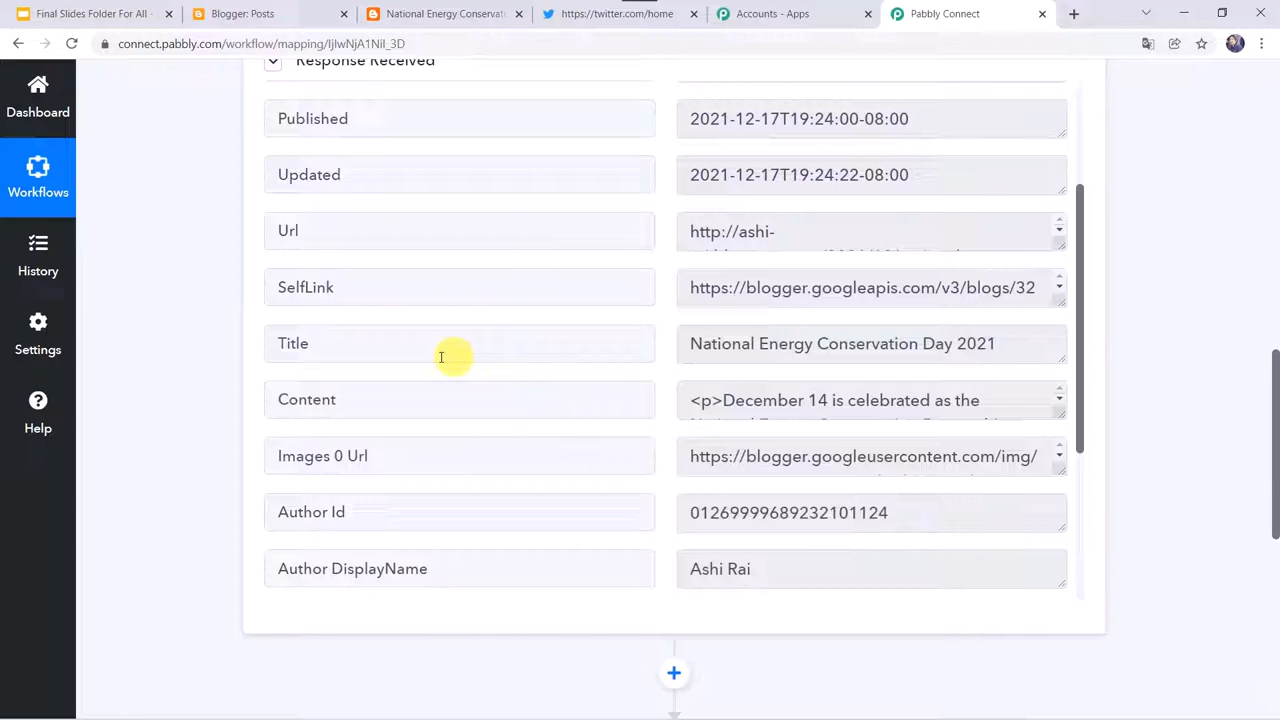 Final Slides Folder For All -
Blogger: Posts
National Energy Conservat
https://twitter.com/home
Accounts - Apps
Pabbly Connect
connect.pabbly.com/workflow/mapping/IjIwNjA1NiI_3D
Dashboard
Workflows
History
Settings
Help
Response Received
Published
2021-12-17T19:24:00-08:00
Updated
2021-12-17T19:24:22-08:00
Url
http://ashi-
SelfLink
https://blogger.googleapis.com/v3/blogs/32
Title
National Energy Conservation Day 2021
Content
<p>December 14 is celebrated as the
Images 0 Url
https://blogger.googleusercontent.com/img/
Author Id
01269999689232101124
Author DisplayName
Ashi Rai